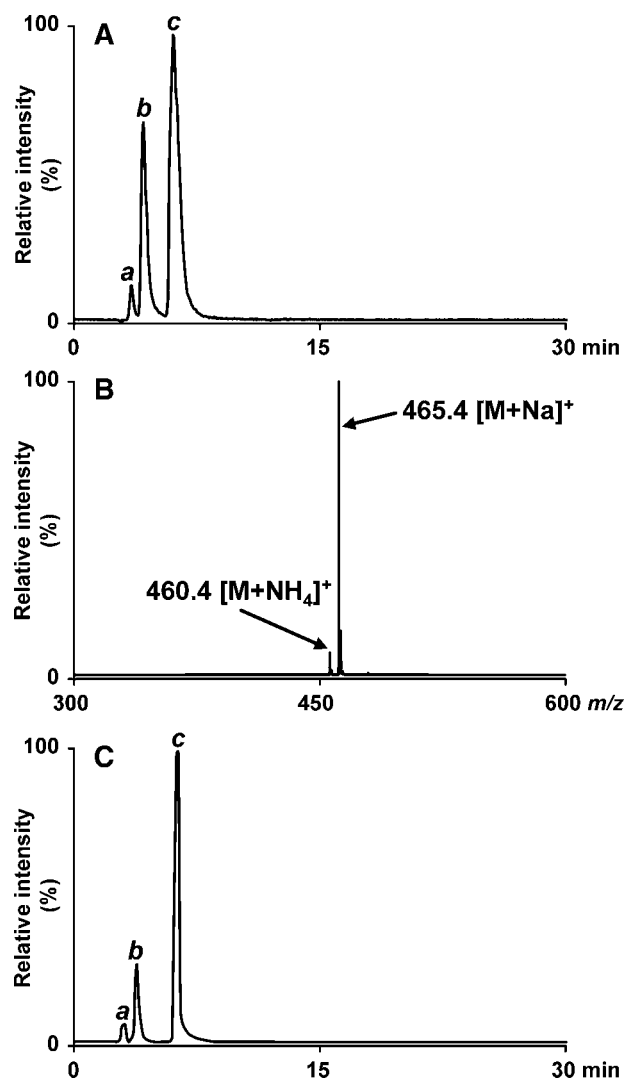 A
Relative intensity
(%)
100
0
a
b
c
0
15
30 min
B
Relative intensity
(%)
100
0
465.4 [M+Na]+
460.4 [M+NH4]+
300
450
600 m/z
C
Relative intensity
(%)
100
0
a
b
c
0
15
30 min